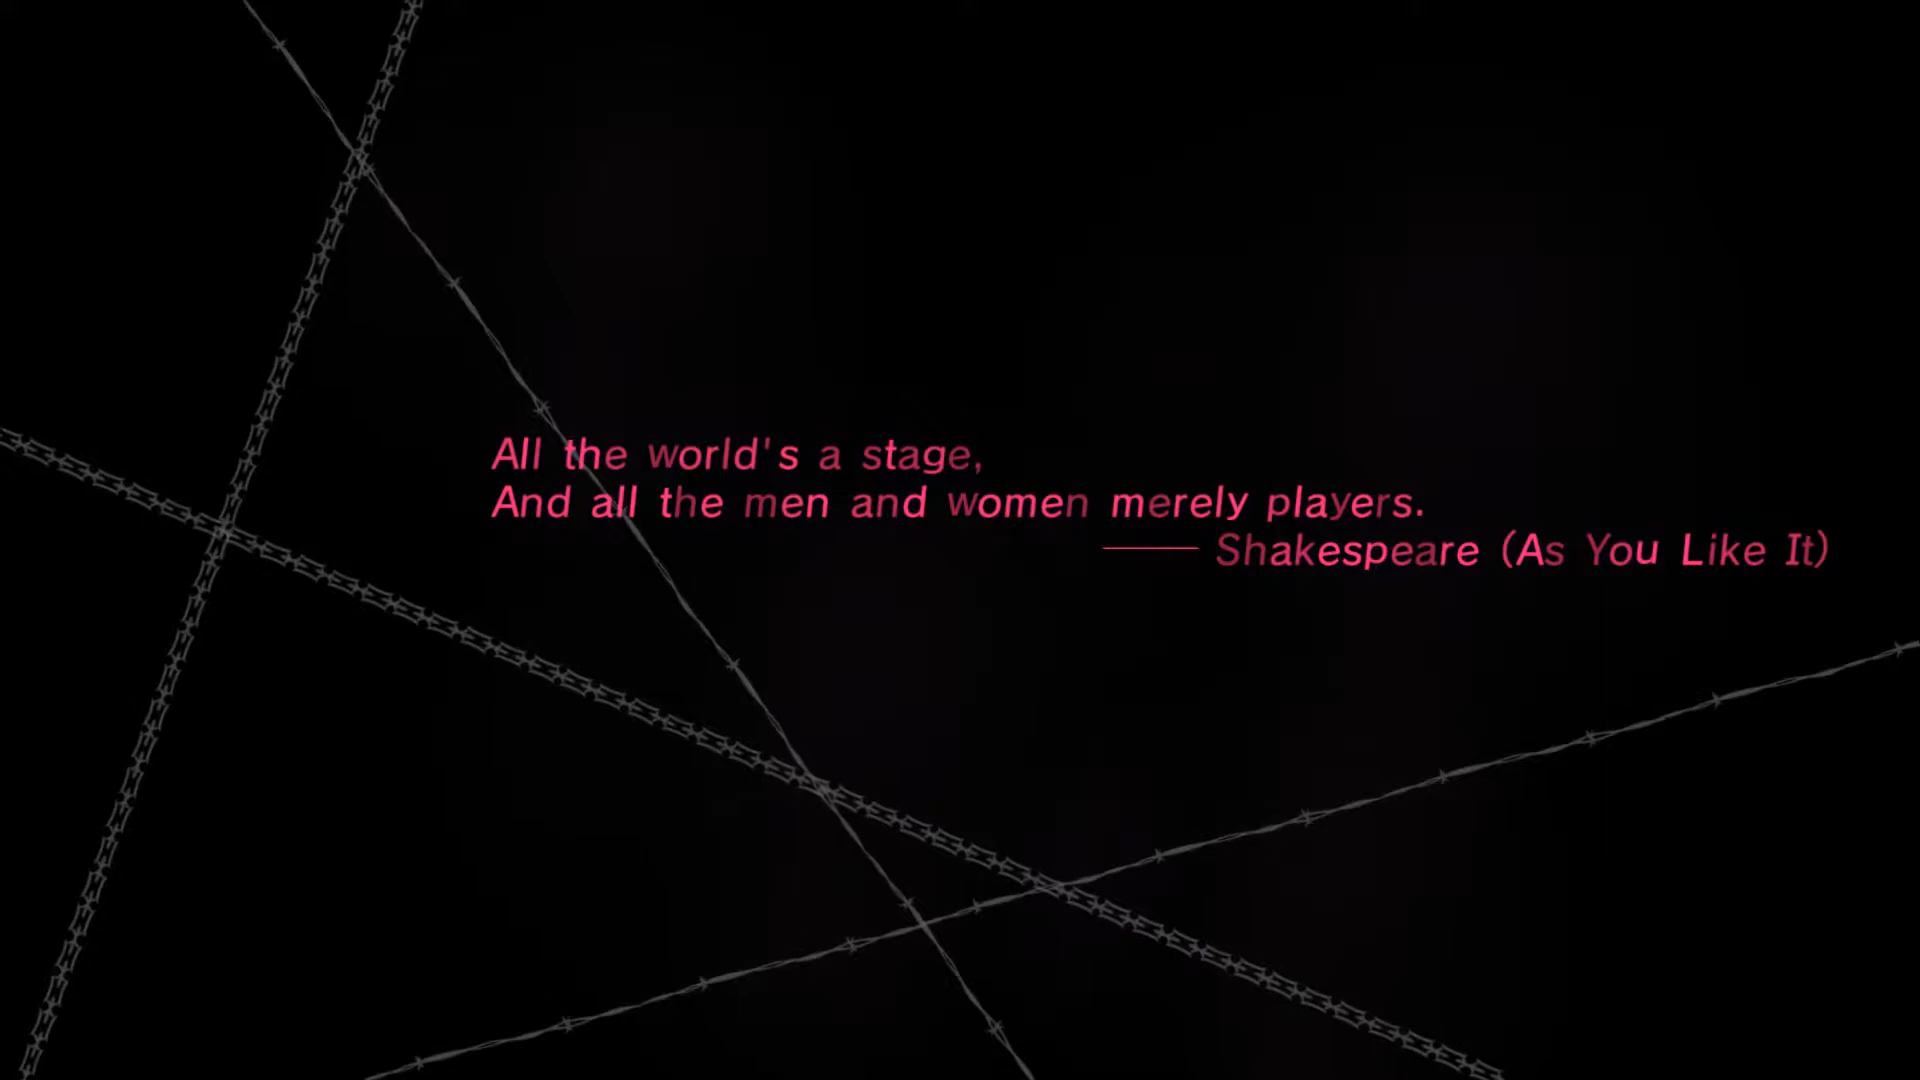 All the world's a stage,
And all the men and women merely players.
—— Shakespeare (As You Like It)